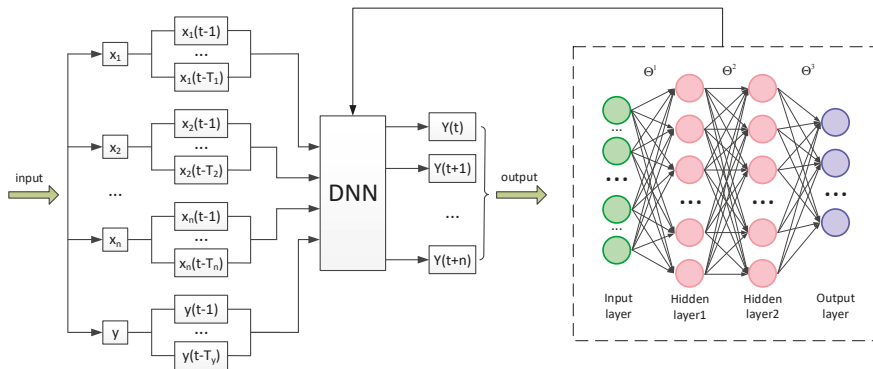 input
x₁
x₁(t-1)
...
x₁(t-T₁)
x₂
x₂(t-1)
...
x₂(t-T₂)
...
xₙ
xₙ(t-1)
...
xₙ(t-Tₙ)
y
y(t-1)
...
y(t-Tᵧ)
DNN
Y(t)
Y(t+1)
...
Y(t+n)
output
Θ¹ Θ² Θ³
...
...
...
...
...
...
...
Input layer
Hidden layer1
Hidden layer2
Output layer